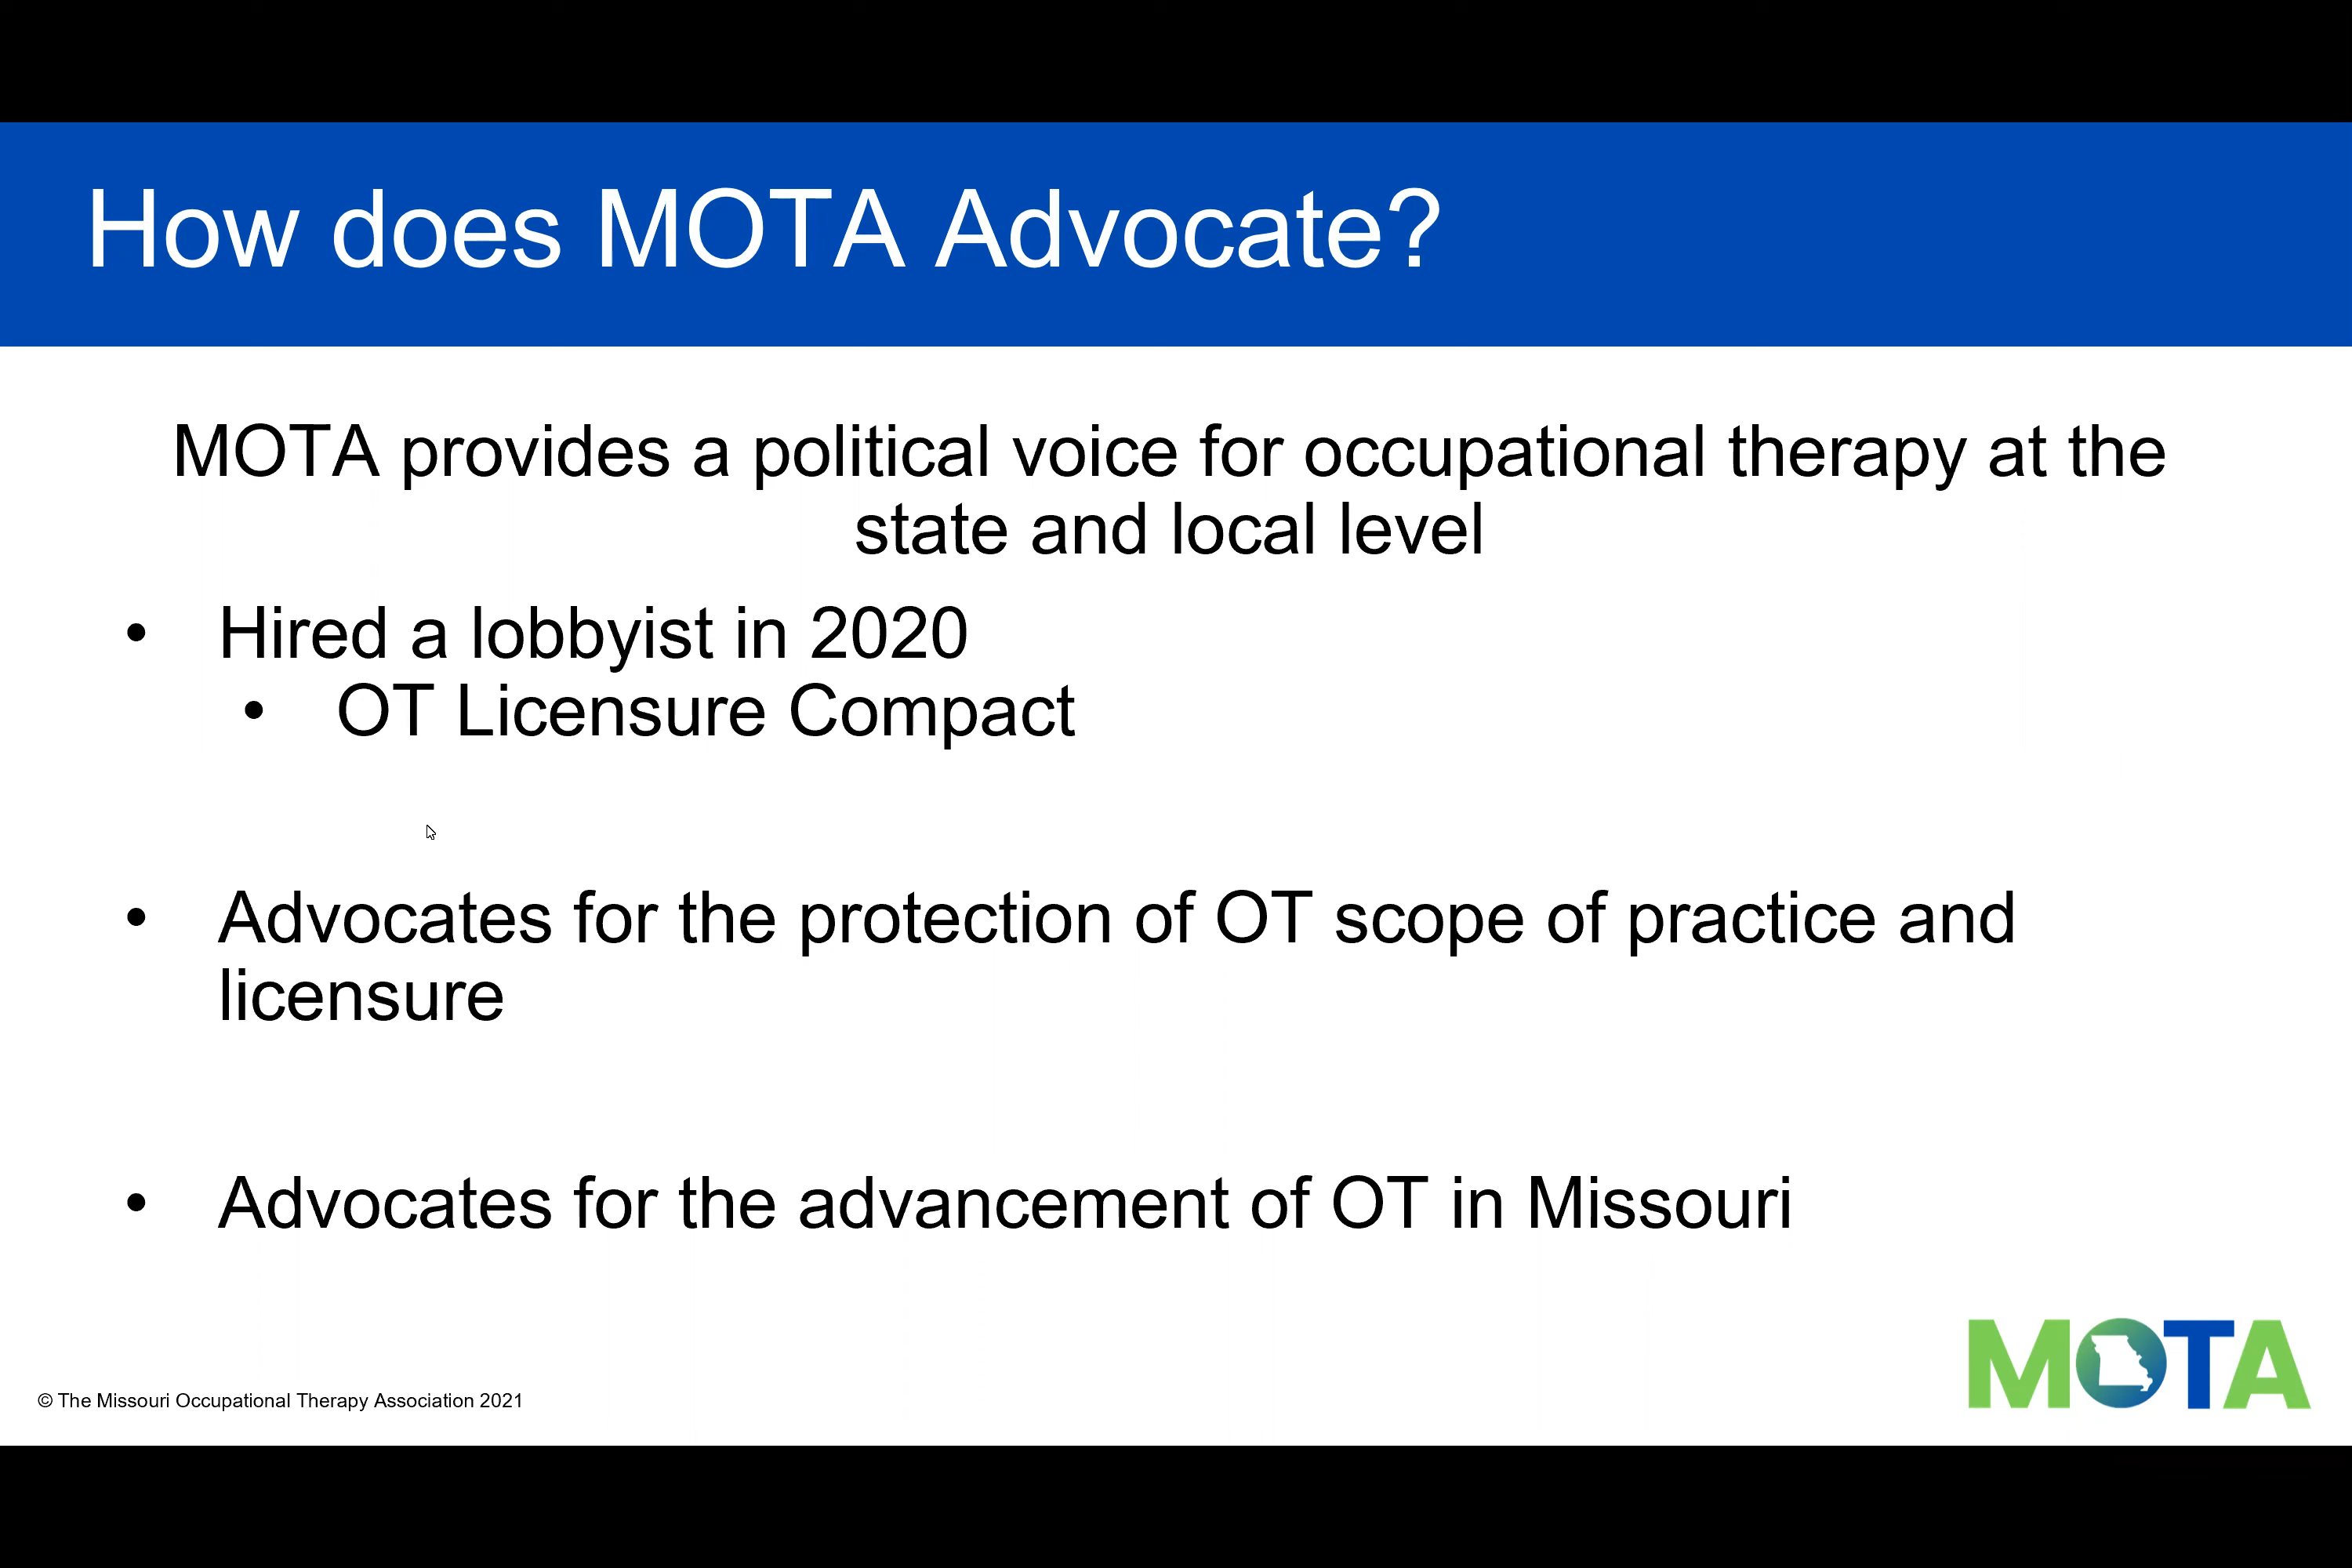 How does MOTA Advocate?
MOTA provides a political voice for occupational therapy at the
state and local level
• Hired a lobbyist in 2020
• OT Licensure Compact
• Advocates for the protection of OT scope of practice and
licensure
• Advocates for the advancement of OT in Missouri
© The Missouri Occupational Therapy Association 2021
MOTA